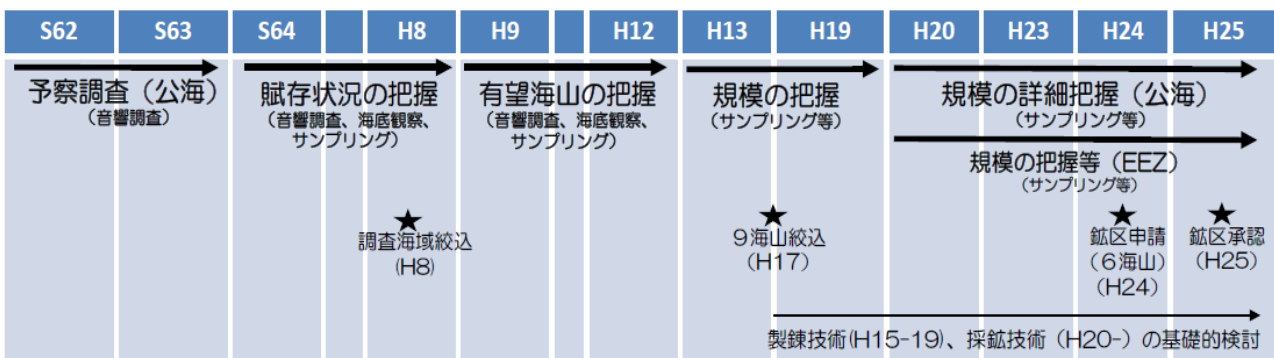 S62 S63 S64 H8 H9 H12 H13 H19 H20 H23 H24 H25
予察調査（公海）
（音響調査）
賦存状況の把握
（音響調査、海底観察、
サンプリング）
有望海山の把握
（音響調査、海底観察、
サンプリング）
規模の把握
（サンプリング等）
規模の詳細把握（公海）
（サンプリング等）
規模の把握等（EEZ）
（サンプリング等）
★
調査海域絞込
(H8)
★
９海山絞込
（H17）
★
鉱区申請
（６海山）
（H24）
★
鉱区承認
（H25）
製錬技術(H15-19)、採鉱技術（H20-）の基礎的検討